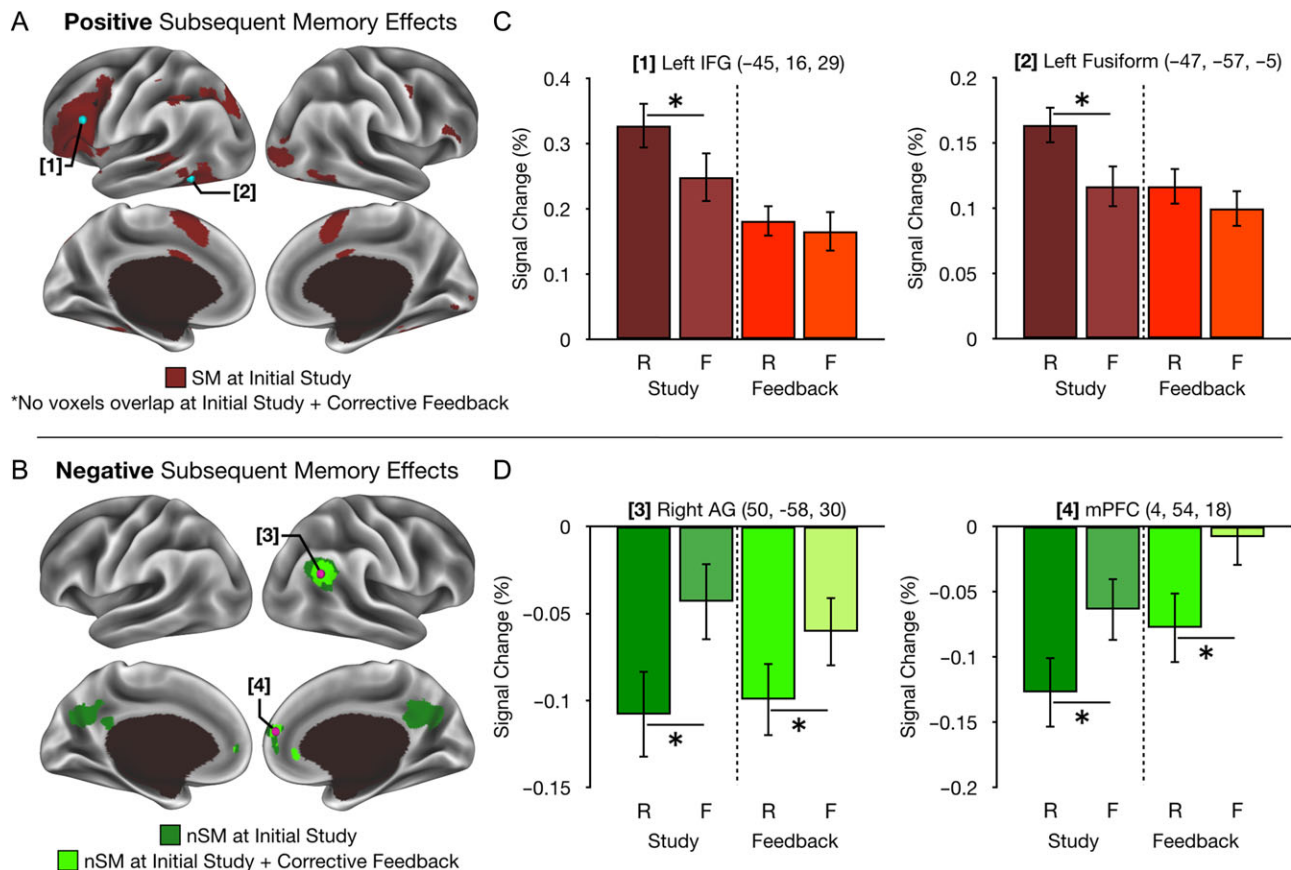 A
Positive Subsequent Memory Effects
[1]
[2]
SM at Initial Study
*No voxels overlap at Initial Study + Corrective Feedback
C
[1] Left IFG (−45, 16, 29)
Signal Change (%)
0.4
0.3
0.2
0.1
0
*
R F R F
Study Feedback
[2] Left Fusiform (−47, −57, −5)
Signal Change (%)
0.2
0.15
0.1
0.05
0
*
R F R F
Study Feedback
B
Negative Subsequent Memory Effects
[3]
[4]
nSM at Initial Study
nSM at Initial Study + Corrective Feedback
D
[3] Right AG (50, -58, 30)
Signal Change (%)
0
−0.05
−0.1
−0.15
* *
R F R F
Study Feedback
[4] mPFC (4, 54, 18)
Signal Change (%)
0
−0.05
−0.1
−0.15
−0.2
* *
R F R F
Study Feedback